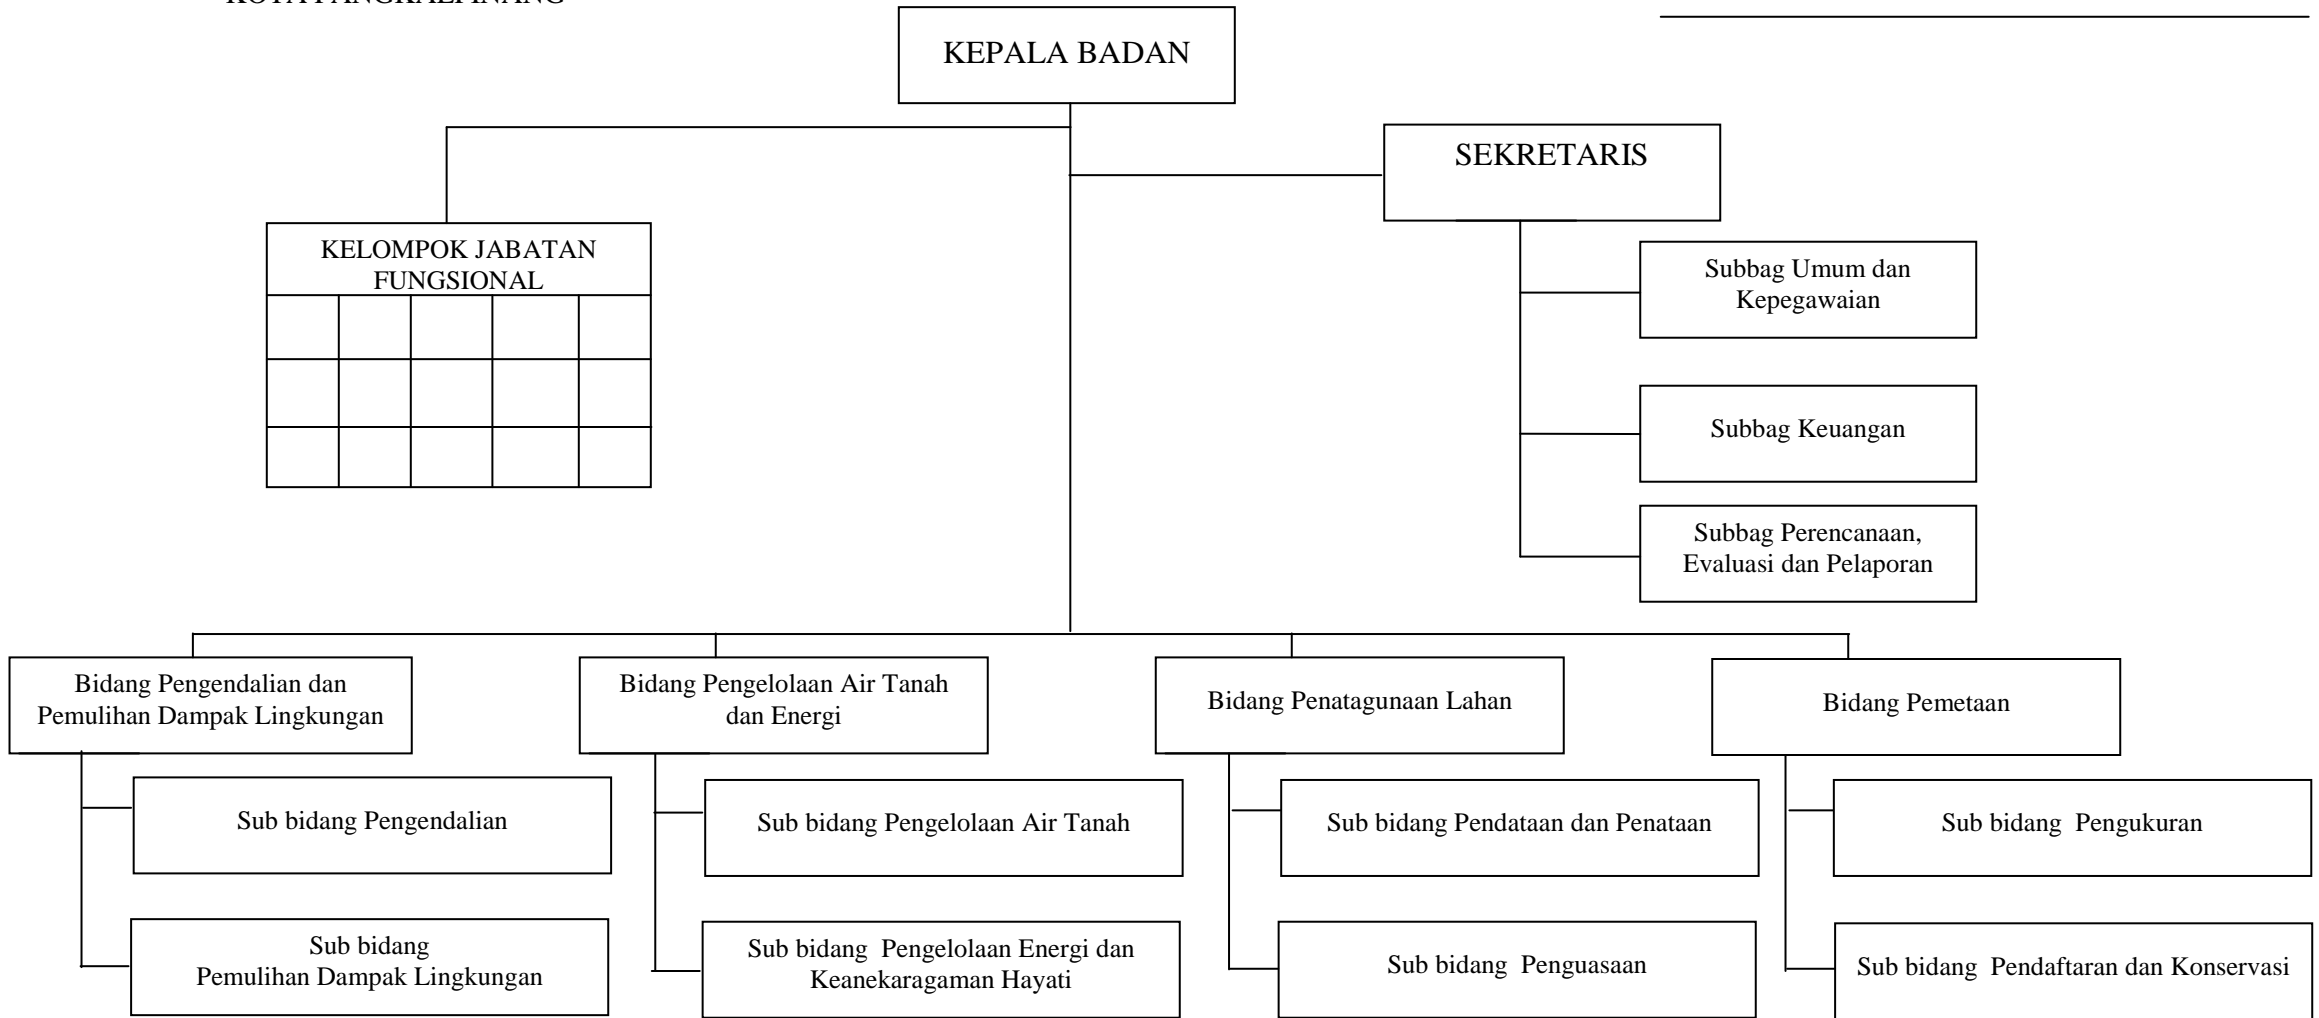 KOTA PANGKALPINANG
KEPALA BADAN
SEKRETARIS
KELOMPOK JABATAN
FUNGSIONAL
Subbag Umum dan
Kepegawaian
Subbag Keuangan
Subbag Perencanaan,
Evaluasi dan Pelaporan
Bidang Pengendalian dan
Pemulihan Dampak Lingkungan
Bidang Pengelolaan Air Tanah
dan Energi
Bidang Penatagunaan Lahan
Bidang Pemetaan
Sub bidang Pengendalian
Sub bidang Pengelolaan Air Tanah
Sub bidang Pendataan dan Penataan
Sub bidang  Pengukuran
Sub bidang
Pemulihan Dampak Lingkungan
Sub bidang  Pengelolaan Energi dan
Keanekaragaman Hayati
Sub bidang  Penguasaan
Sub bidang  Pendaftaran dan Konservasi